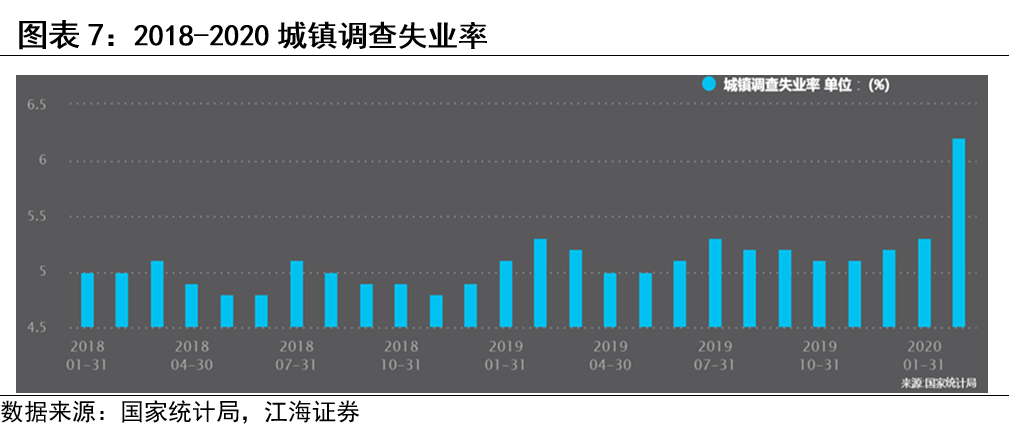 图表 7：2018-2020 城镇调查失业率
城镇调查失业率 单位：(%)
6.5
6
5.5
5
4.5
2018 2018 2018 2018 2019 2019 2019 2019 2020
01-31 04-30 07-31 10-31 01-31 04-30 07-31 10-31 01-31
来源 国家统计局
数据来源：国家统计局，江海证券